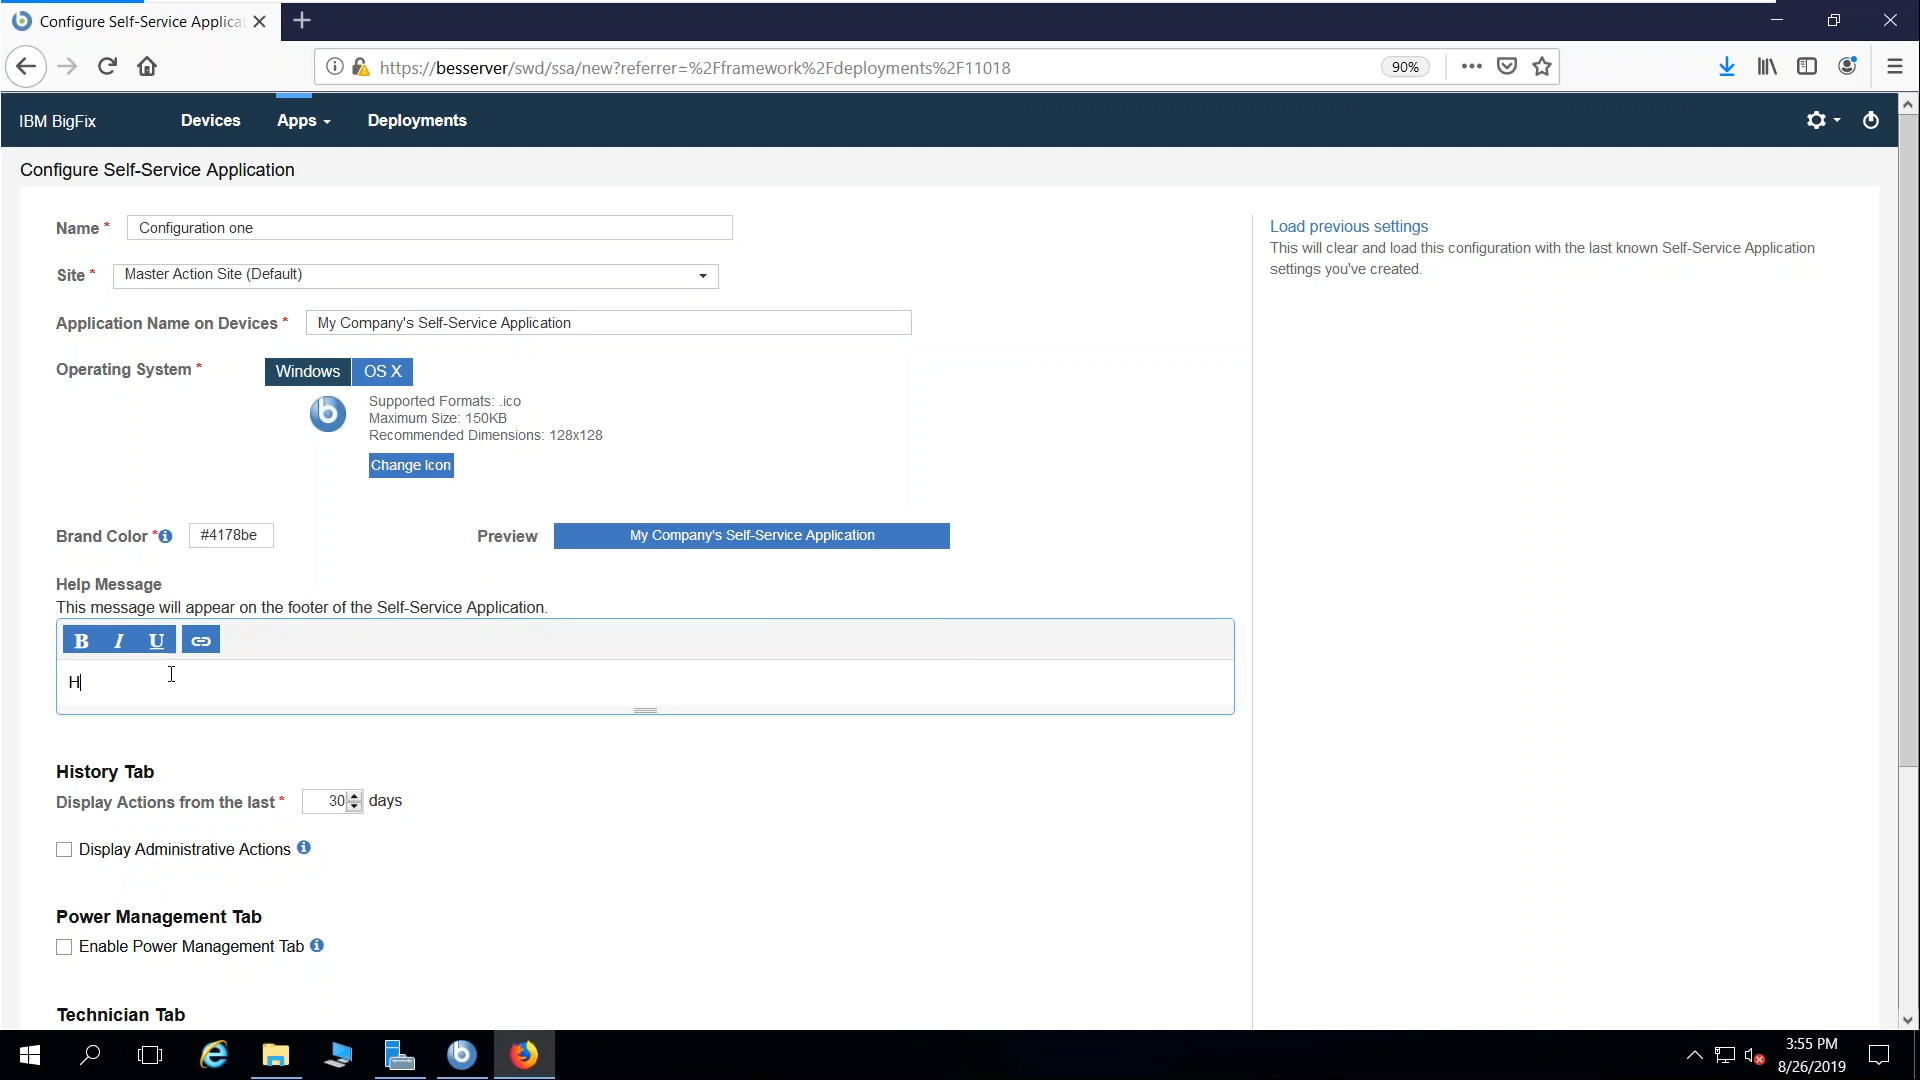 Configure Self-Service Applica
https://besserver/swd/ssa/new?referrer=%2Fframework%2Fdeployments%2F11018
90%
IBM BigFix
Devices
Apps
Deployments
Configure Self-Service Application
Name *
Configuration one
Load previous settings
This will clear and load this configuration with the last known Self-Service Application
settings you've created.
Site *
Master Action Site (Default)
Application Name on Devices *
My Company's Self-Service Application
Operating System *
Windows
OS X
Supported Formats: .ico
Maximum Size: 150KB
Recommended Dimensions: 128x128
Change Icon
Brand Color *
#4178be
Preview
My Company's Self-Service Application
Help Message
This message will appear on the footer of the Self-Service Application.
B I U
H
History Tab
Display Actions from the last *
30
days
Display Administrative Actions
Power Management Tab
Enable Power Management Tab
Technician Tab
3:55 PM
8/26/2019